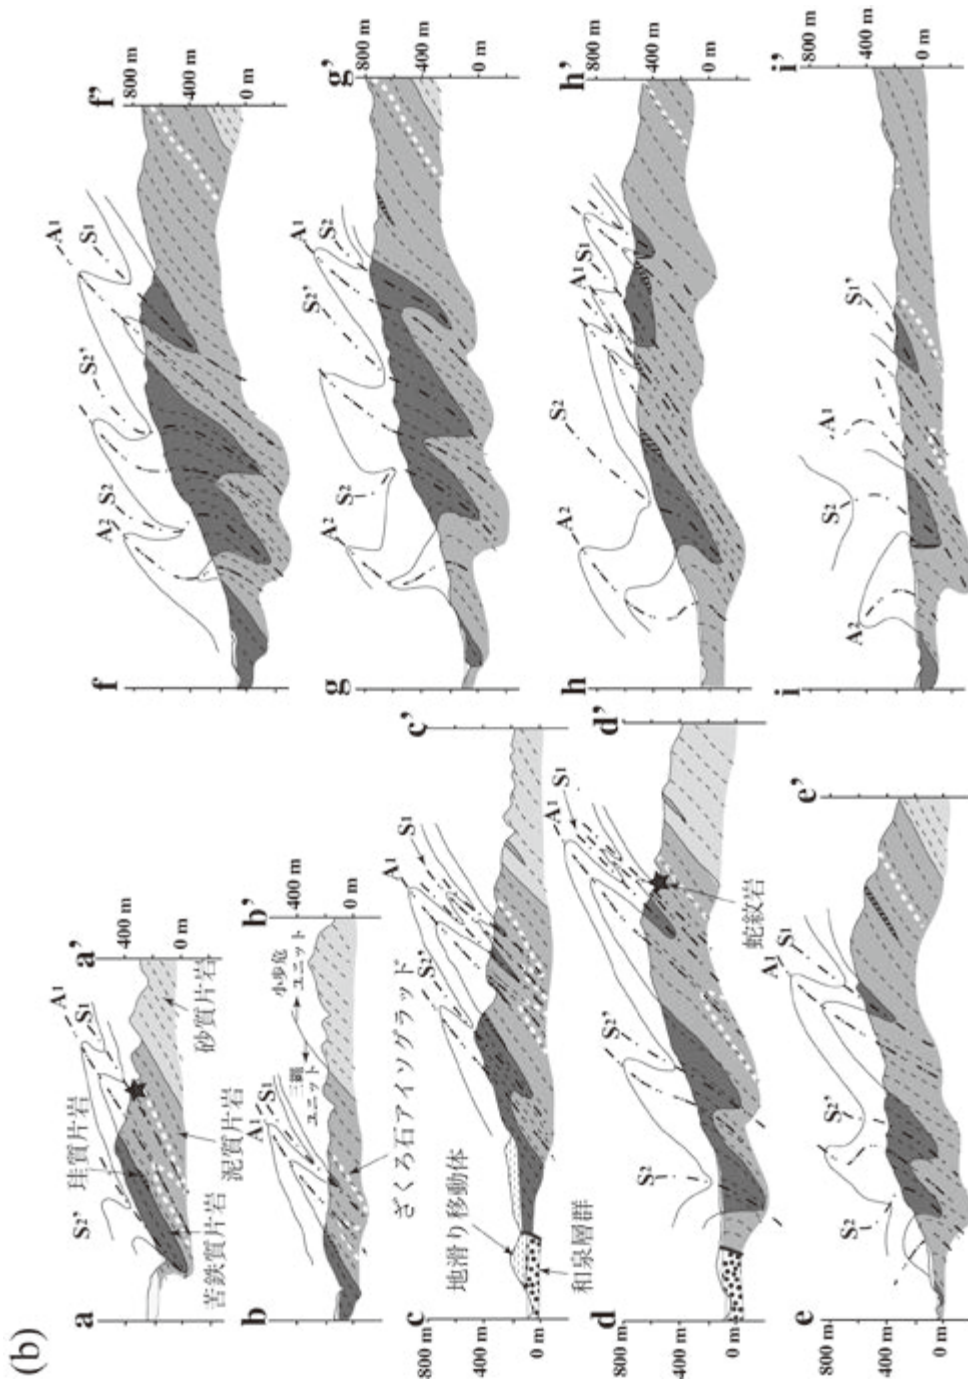 (b)
a
a'
400 m
0 m
S2'
A1
S1
珪質片岩
苦鉄質片岩
泥質片岩
砂質片岩
b
b'
400 m
0 m
A1
S1
三縄
ユニット
小歩危
ユニット
ざくろ石アイソグラッド
c
c'
800 m
400 m
0 m
S2'
A1
S1
地滑り移動体
和泉層群
d
d'
800 m
400 m
0 m
S2
S2'
A1
S1
蛇紋岩
e
e'
800 m
400 m
0 m
S2
S2'
A1
S1
f
f'
800 m
400 m
0 m
A2
S2
S2'
A1
S1
g
g'
800 m
400 m
0 m
A2
S2
S2'
A1
S2
h
h'
800 m
400 m
0 m
A2
S2
A1
S1
i
i'
800 m
400 m
0 m
A2
S2
A1
S1'